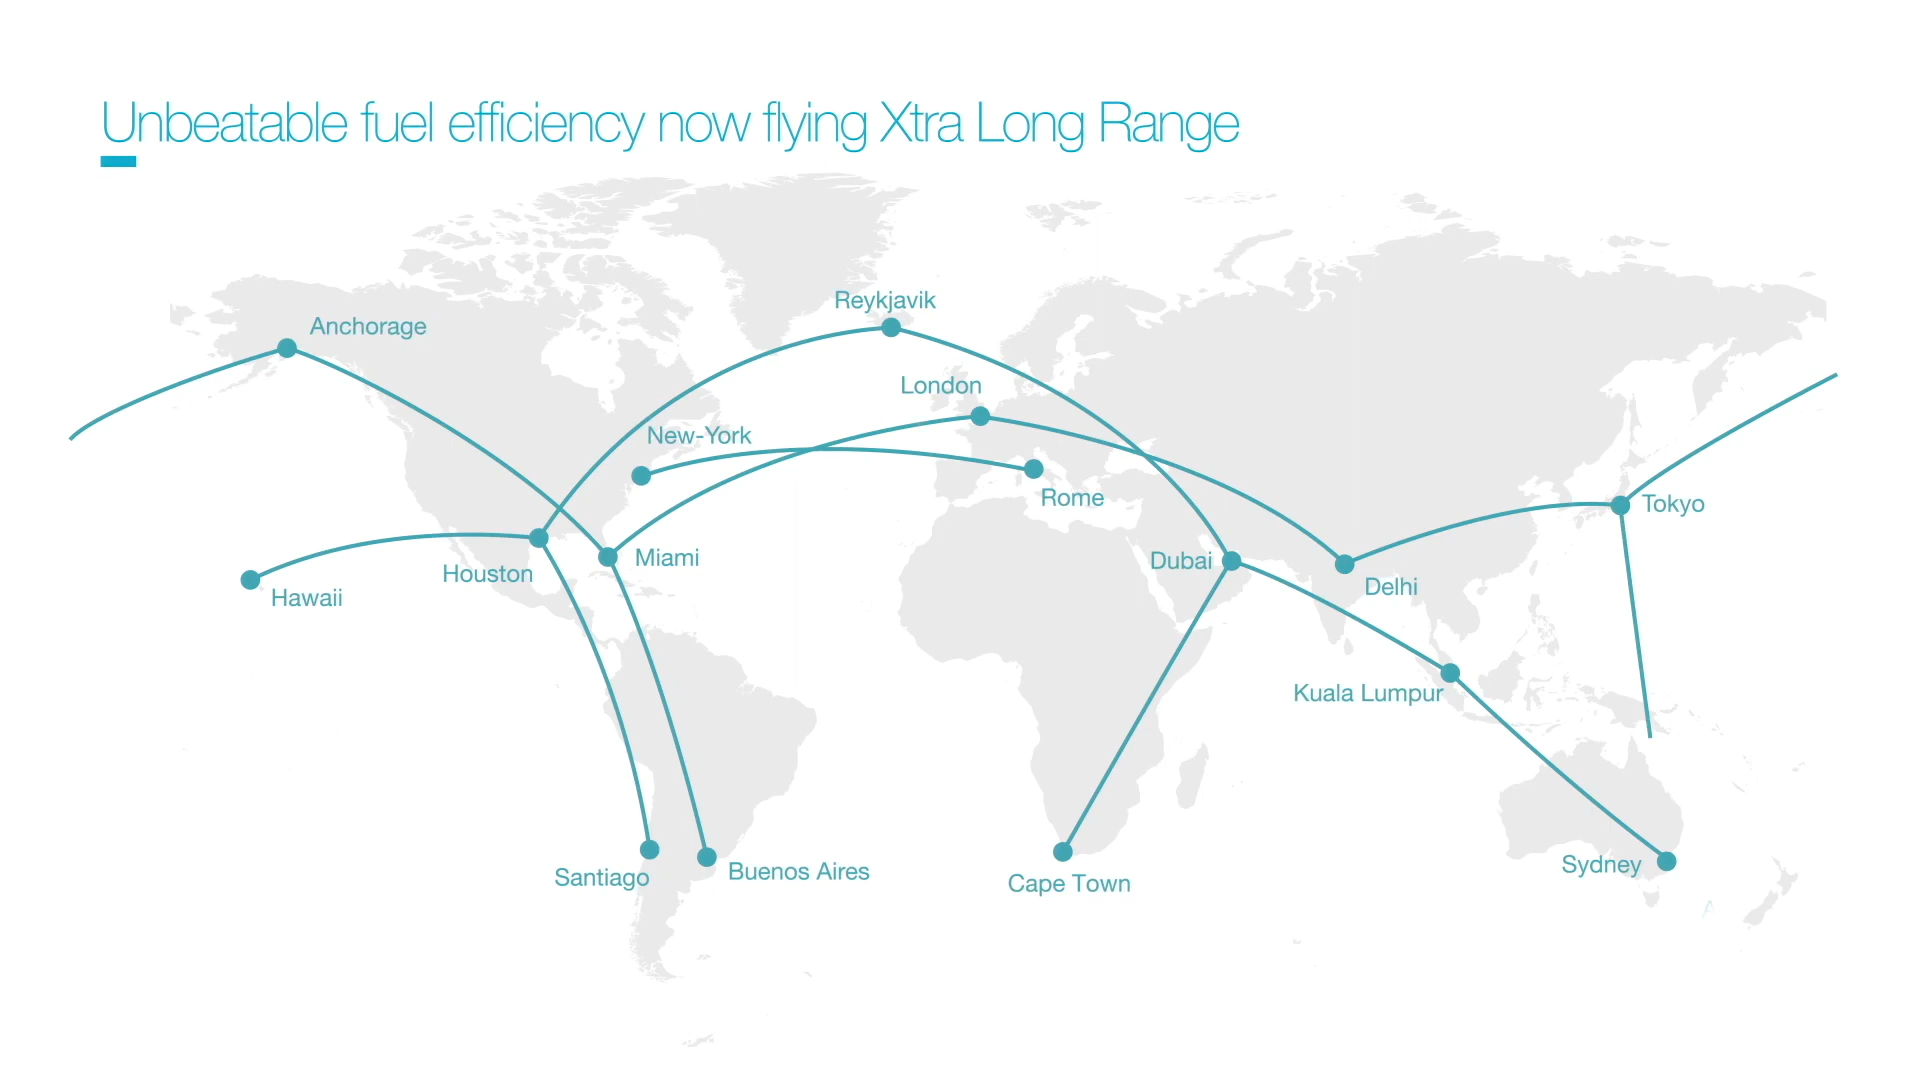 Unbeatable fuel efficiency now flying Xtra Long Range
Reykjavik
Anchorage
London
New-York
Rome
Tokyo
Miami
Dubai
Houston
Delhi
Hawaii
Kuala Lumpur
Sydney
Santiago
Buenos Aires
Cape Town